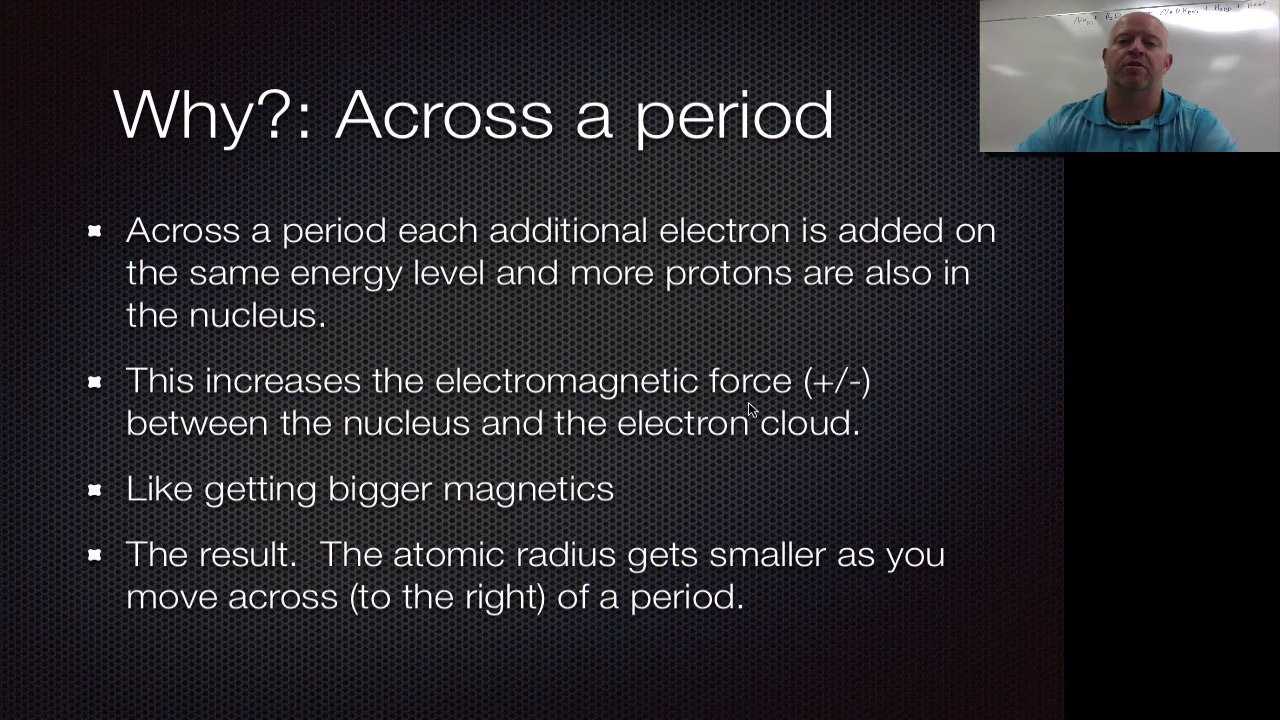 Why?: Across a period
Across a period each additional electron is added on
the same energy level and more protons are also in
the nucleus.
This increases the electromagnetic force (+/-)
between the nucleus and the electron cloud.
Like getting bigger magnetics
The result.  The atomic radius gets smaller as you
move across (to the right) of a period.